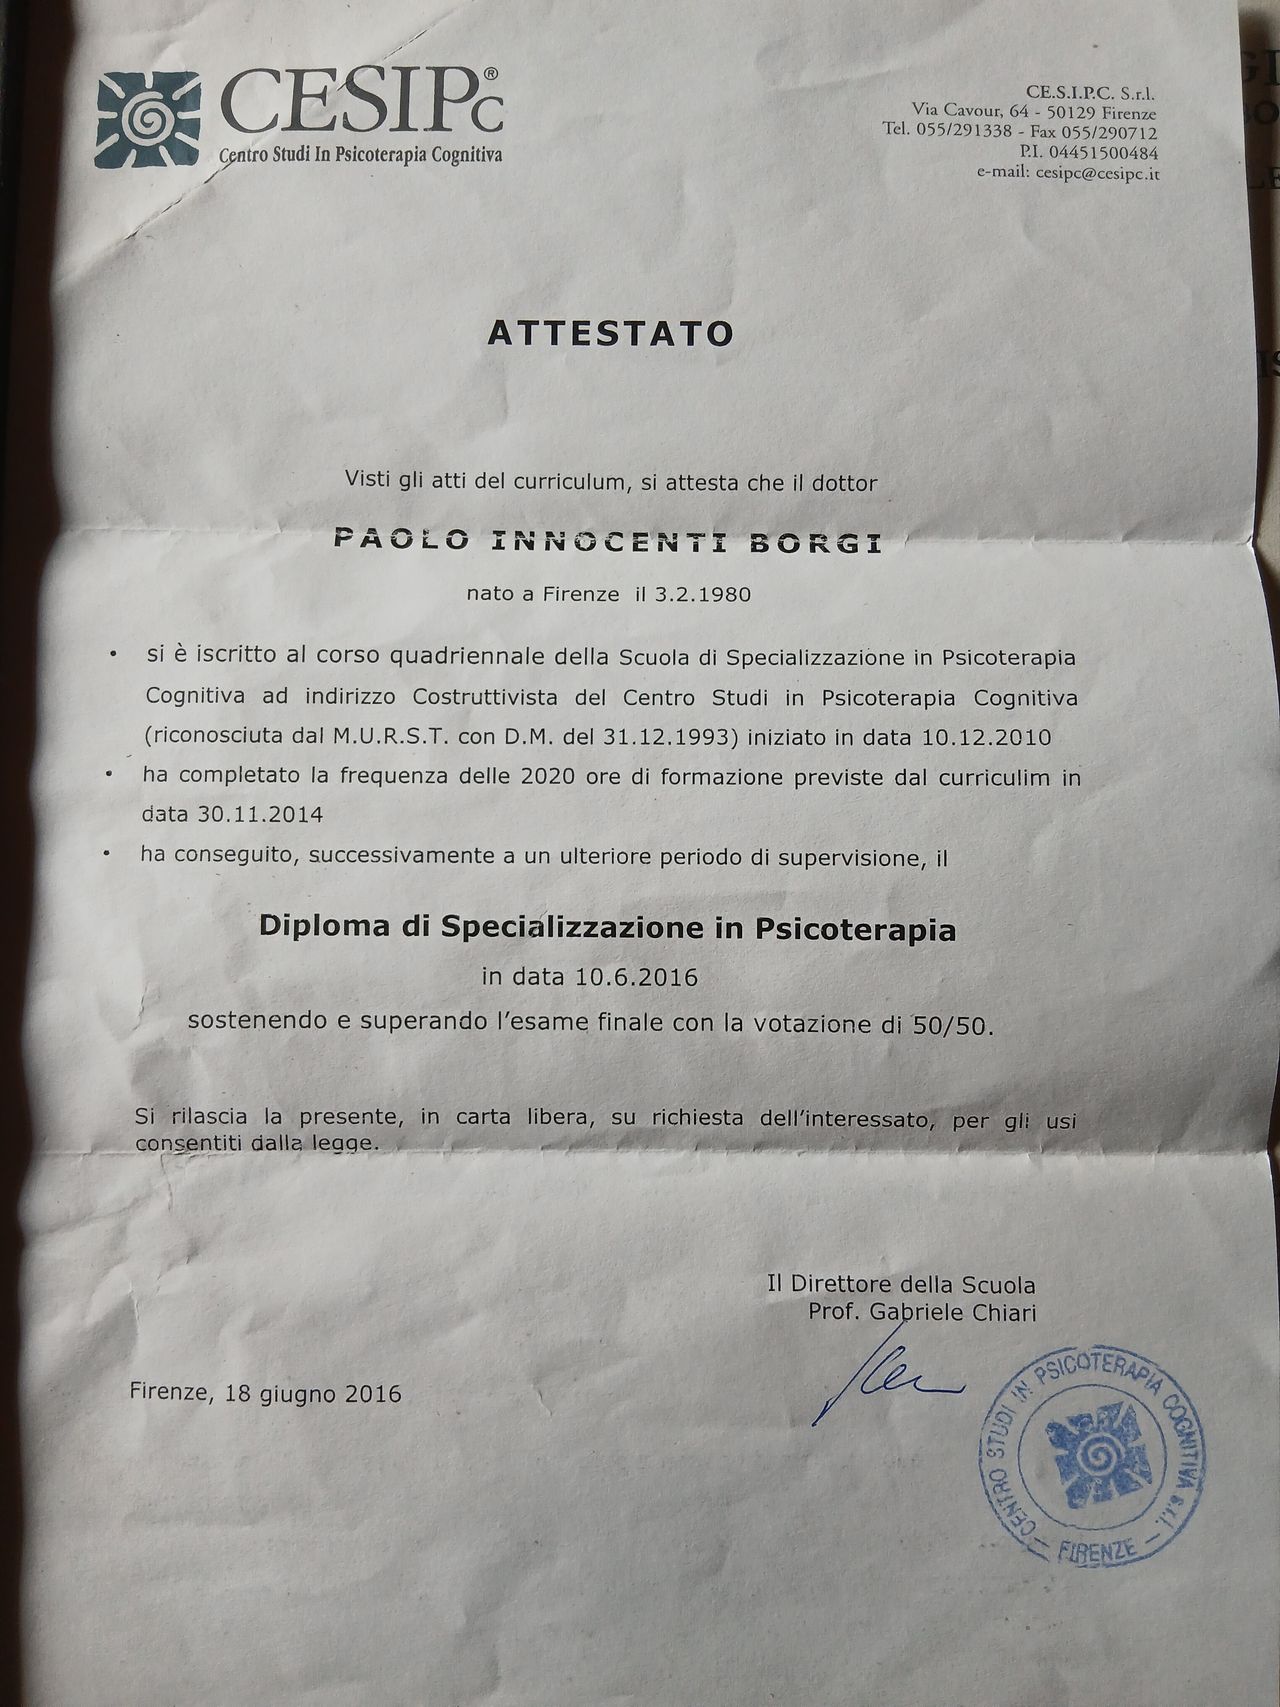 CESIPc®
Centro Studi In Psicoterapia Cognitiva
CE.S.I.P.C. S.r.l.
Via Cavour, 64 - 50129 Firenze
Tel. 055/291338 - Fax 055/290712
P.I. 04451500484
e-mail: cesipc@cesipc.it
ATTESTATO
Visti gli atti del curriculum, si attesta che il dottor
PAOLO INNOCENTI BORGI
nato a Firenze il 3.2.1980
• si è iscritto al corso quadriennale della Scuola di Specializzazione in Psicoterapia
Cognitiva ad indirizzo Costruttivista del Centro Studi in Psicoterapia Cognitiva
(riconosciuta dal M.U.R.S.T. con D.M. del 31.12.1993) iniziato in data 10.12.2010
• ha completato la frequenza delle 2020 ore di formazione previste dal curriculim in
data 30.11.2014
• ha conseguito, successivamente a un ulteriore periodo di supervisione, il
Diploma di Specializzazione in Psicoterapia
in data 10.6.2016
sostenendo e superando l'esame finale con la votazione di 50/50.
Si rilascia la presente, in carta libera, su richiesta dell'interessato, per gli usi
consentiti dalla legge.
Il Direttore della Scuola
Prof. Gabriele Chiari
Firenze, 18 giugno 2016
CENTRO STUDI IN PSICOTERAPIA COGNITIVA s.r.l.
— FIRENZE —